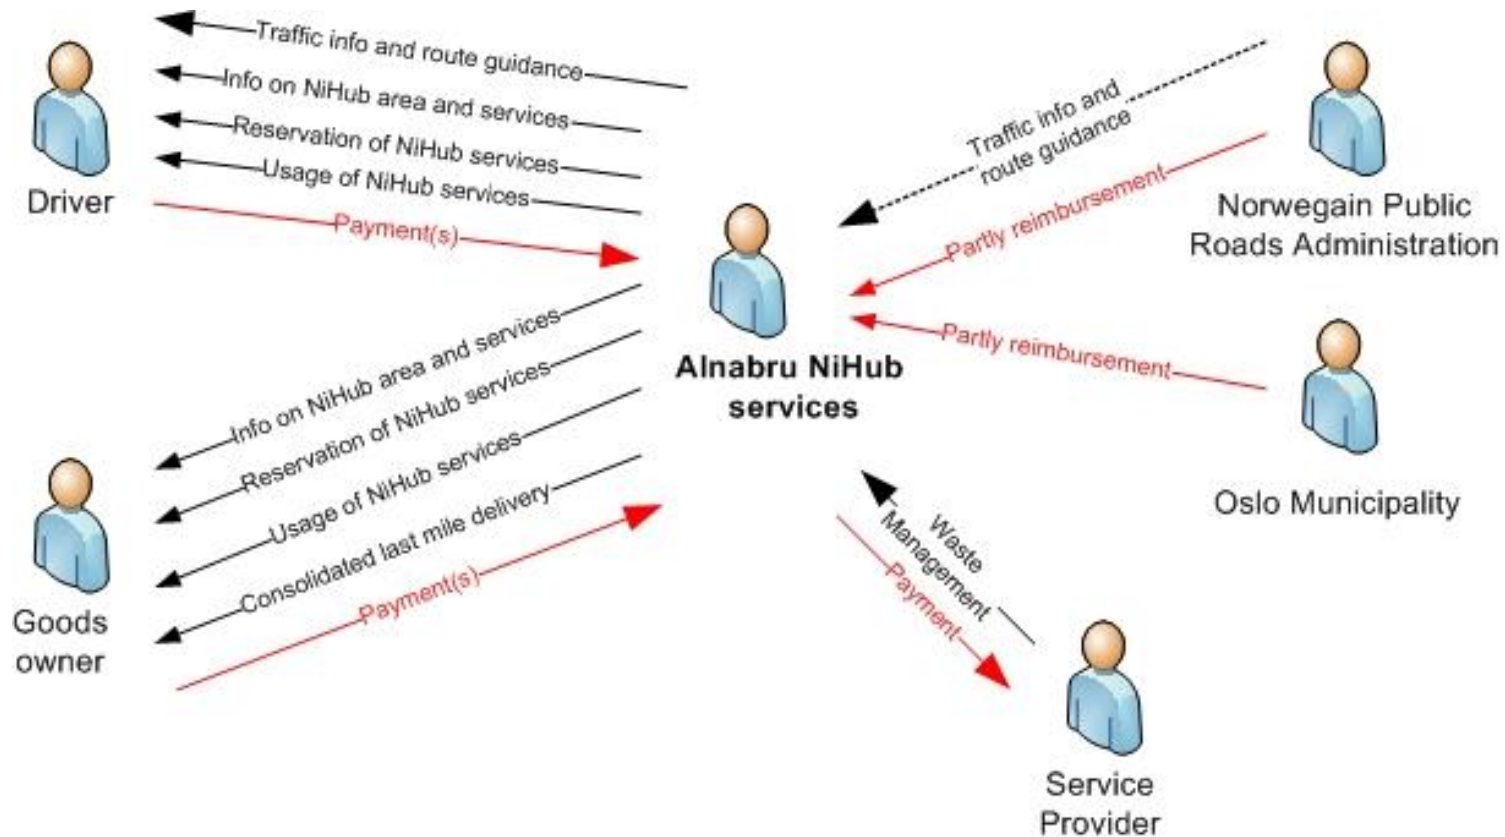 Traffic info and route guidance
Info on NiHub area and services
Reservation of NiHub services
Usage of NiHub services
Payment(s)
Driver
Traffic info and
route guidance
Partly reimbursement
Norwegain Public
Roads Administration
Partly reimbursement
Oslo Municipality
Alnabru NiHub
services
Info on NiHub area and services
Reservation of NiHub services
Usage of NiHub services
Consolidated last mile delivery
Payment(s)
Goods
owner
Waste
Management
Payment
Service
Provider